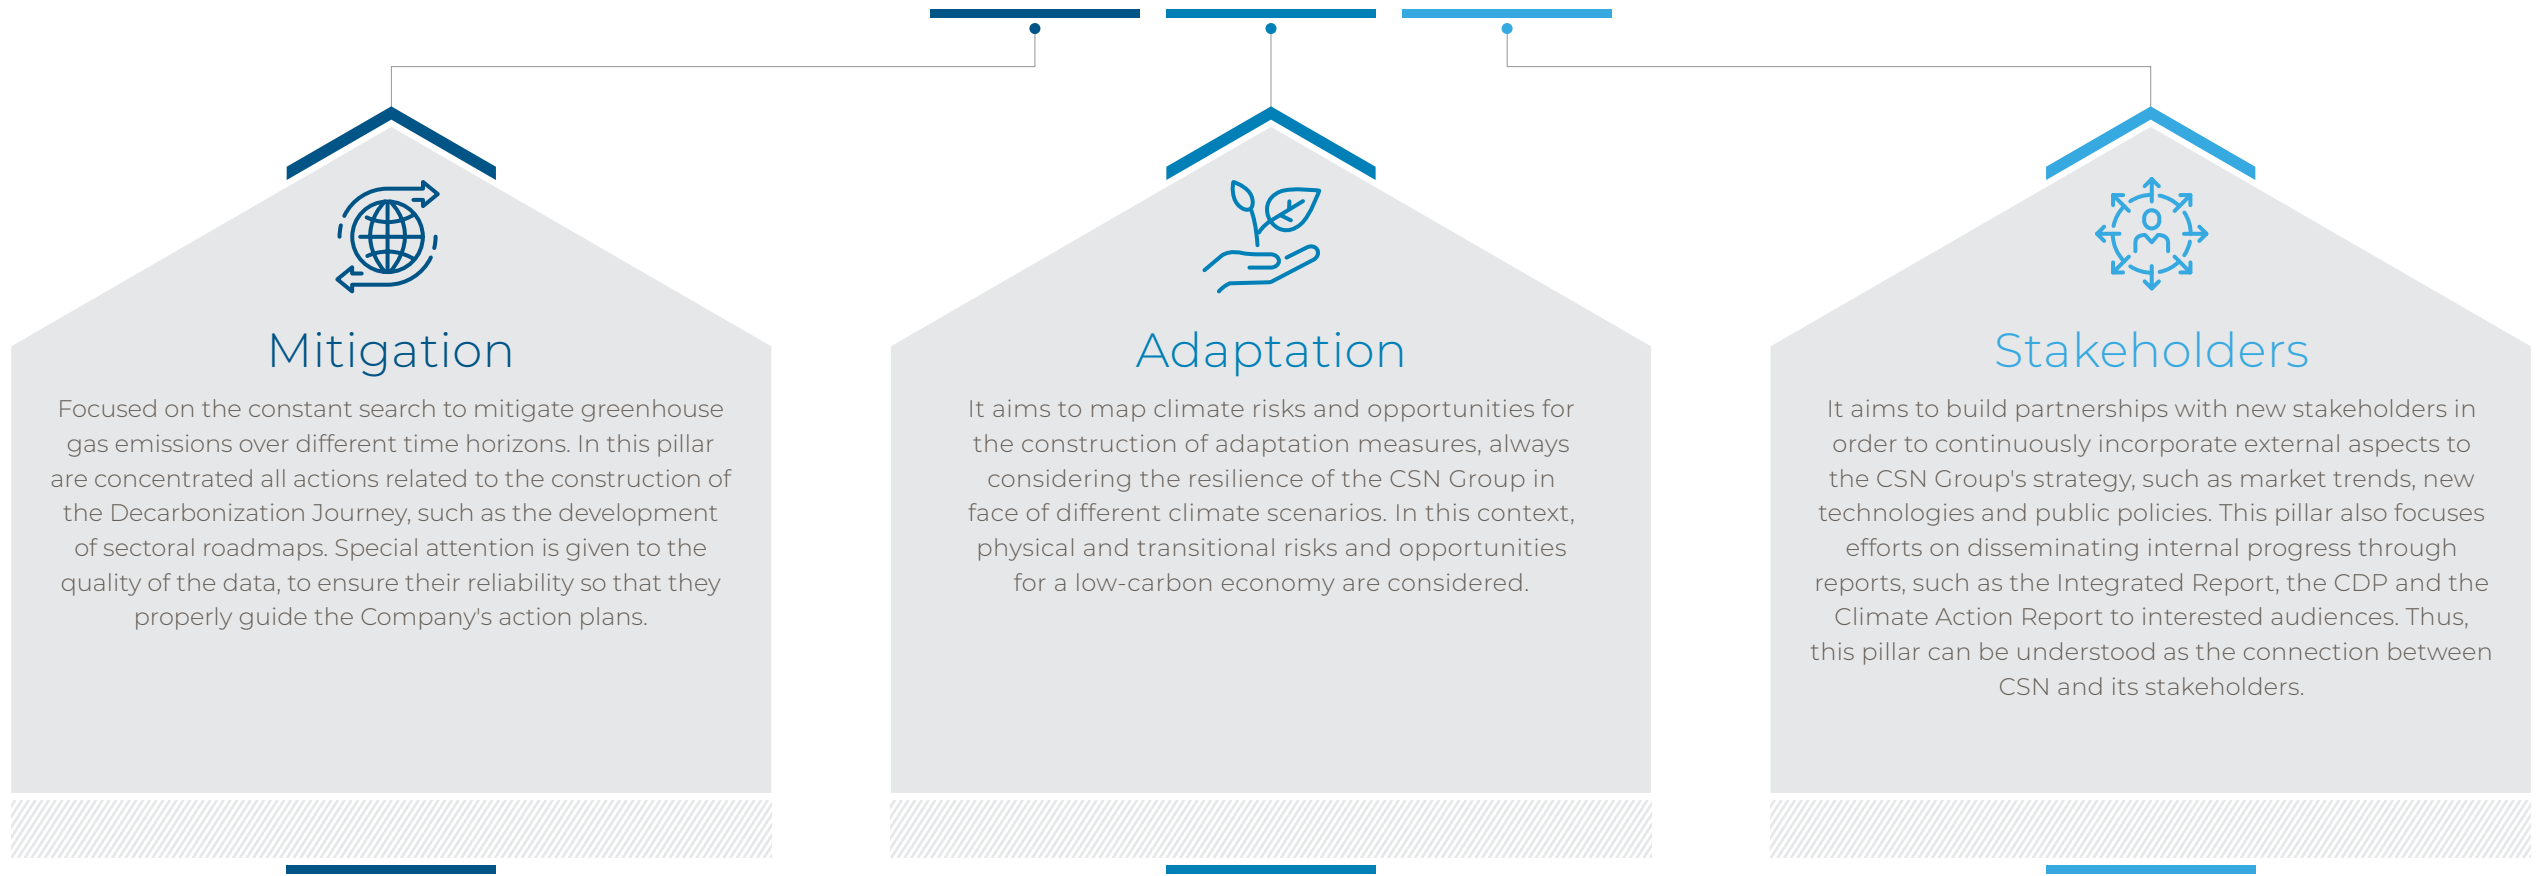 Mitigation
Focused on the constant search to mitigate greenhouse
gas emissions over different time horizons. In this pillar
are concentrated all actions related to the construction of
the Decarbonization Journey, such as the development
of sectoral roadmaps. Special attention is given to the
quality of the data, to ensure their reliability so that they
properly guide the Company's action plans.
Adaptation
It aims to map climate risks and opportunities for
the construction of adaptation measures, always
considering the resilience of the CSN Group in
face of different climate scenarios. In this context,
physical and transitional risks and opportunities
for a low-carbon economy are considered.
Stakeholders
It aims to build partnerships with new stakeholders in
order to continuously incorporate external aspects to
the CSN Group's strategy, such as market trends, new
technologies and public policies. This pillar also focuses
efforts on disseminating internal progress through
reports, such as the Integrated Report, the CDP and the
Climate Action Report to interested audiences. Thus,
this pillar can be understood as the connection between
CSN and its stakeholders.